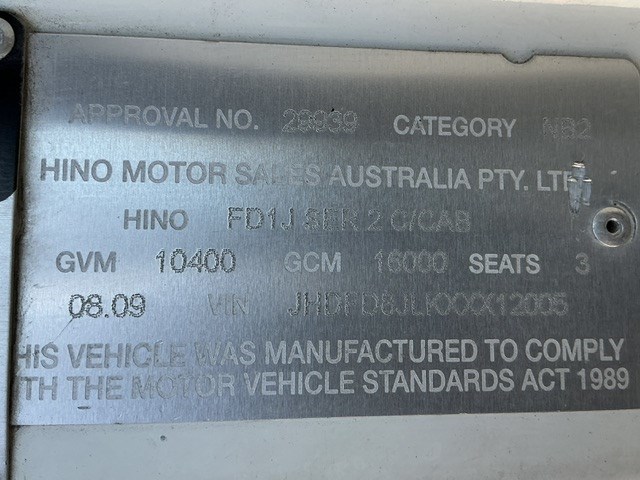 APPROVAL NO. 29939 CATEGORY NB2
HINO MOTOR SALES AUSTRALIA PTY. LTD
HINO FD1J SER 2 C/CAB
GVM 10400 GCM 16000 SEATS 3
08.09 VIN
HIS VEHICLE WAS MANUFACTURED TO COMPLY
TH THE MOTOR VEHICLE STANDARDS ACT 1989